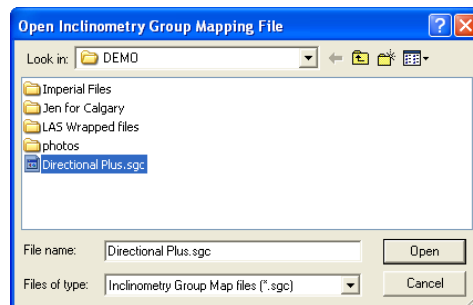 Open Inclinometry Group Mapping File
Look in: DEMO
Imperial Files
Jen for Calgary
LAS Wrapped files
photos
Directional Plus.sgc
File name: Directional Plus.sgc Open
Files of type: Inclinometry Group Map files (*.sgc) Cancel